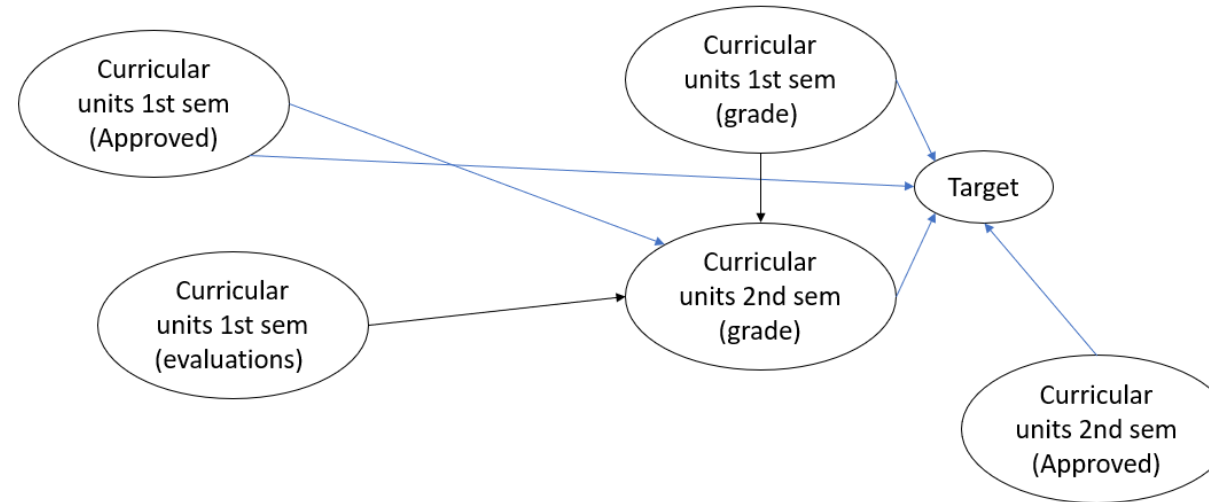 Curricular
units 1st sem
(Approved)
Curricular
units 1st sem
(grade)
Target
Curricular
units 2nd sem
(grade)
Curricular
units 1st sem
(evaluations)
Curricular
units 2nd sem
(Approved)